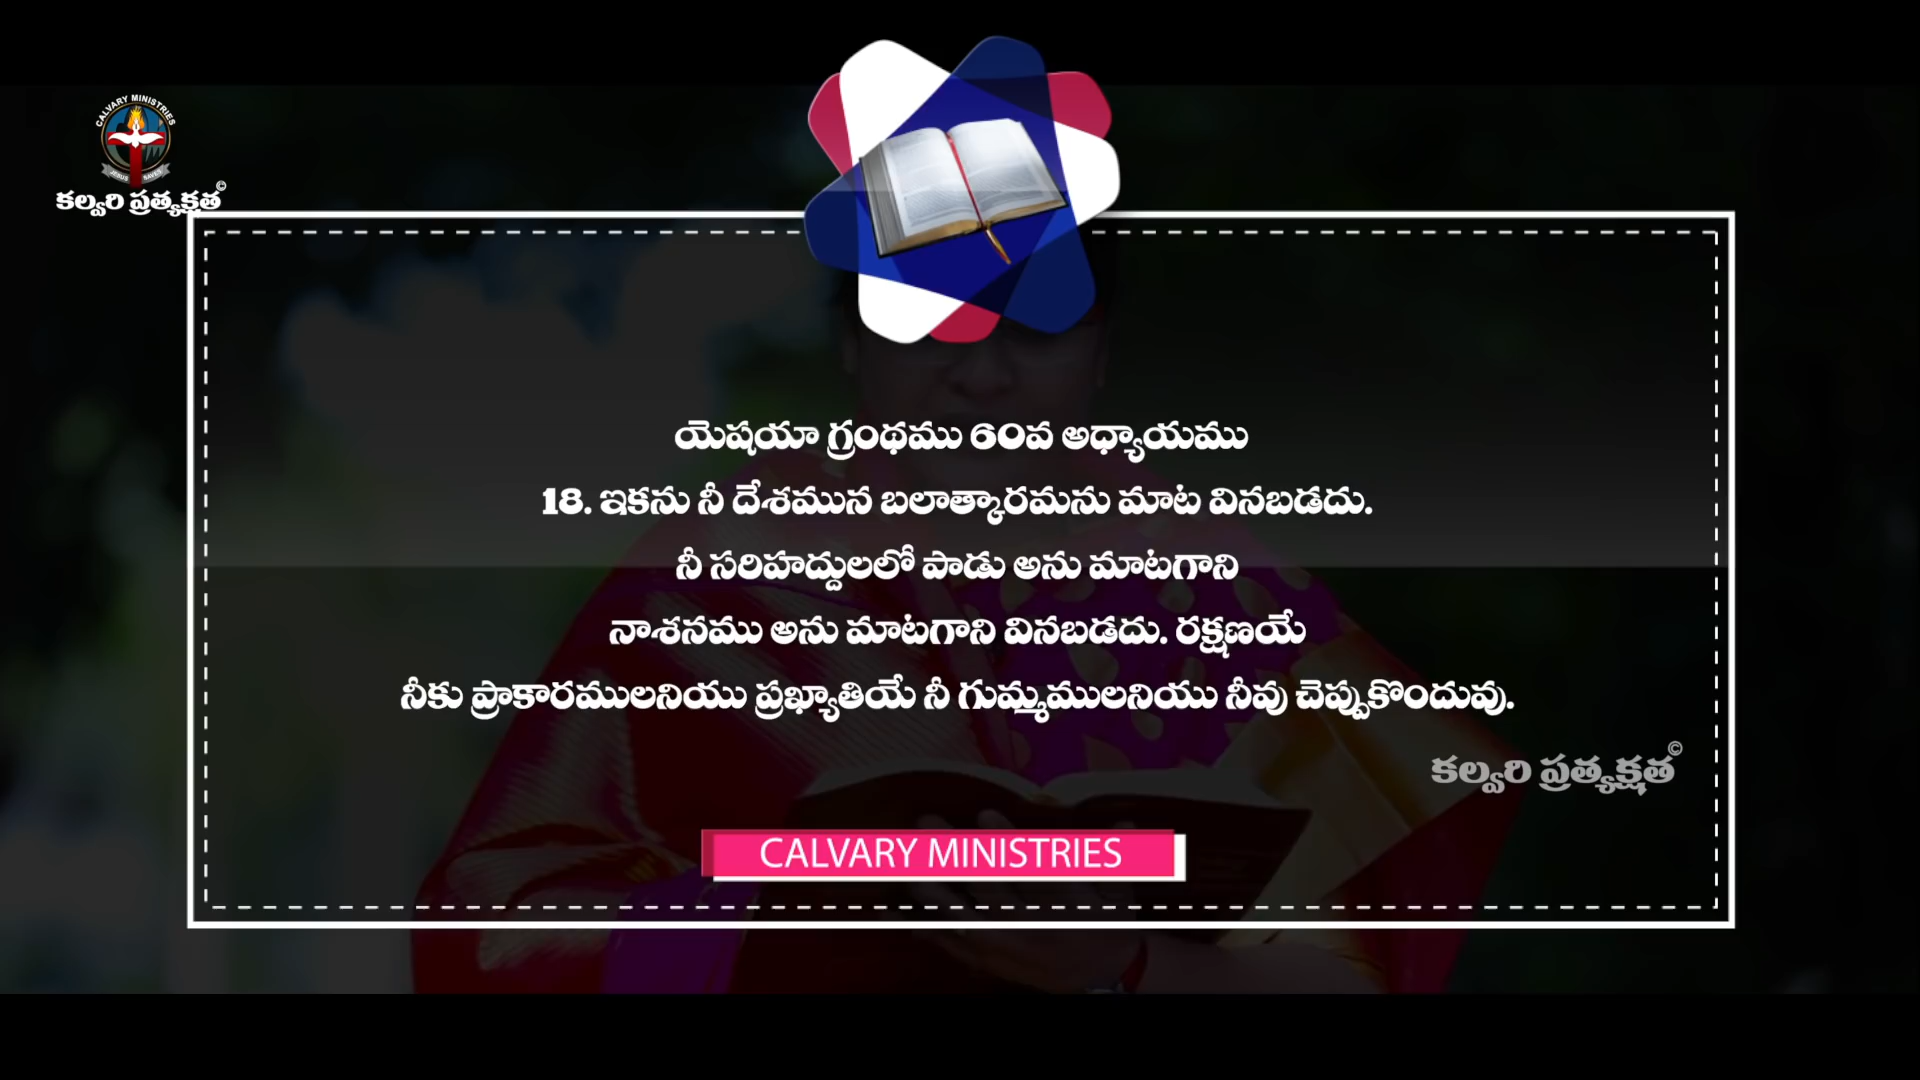 CALVARY MINISTRIES
JESUS SAVES
కల్వరి ప్రత్యక్షత©
యెషయా గ్రంథము 60వ అధ్యాయము
18. ఇకను నీ దేశమున బలాత్కారమను మాట వినబడదు.
నీ సరిహద్దులలో పాడు అను మాటగాని
నాశనము అను మాటగాని వినబడదు. రక్షణయే
నీకు ప్రాకారములనియు ప్రఖ్యాతియే నీ గుమ్మములనియు నీవు చెప్పుకొందువు.
కల్వరి ప్రత్యక్షత©
CALVARY MINISTRIES